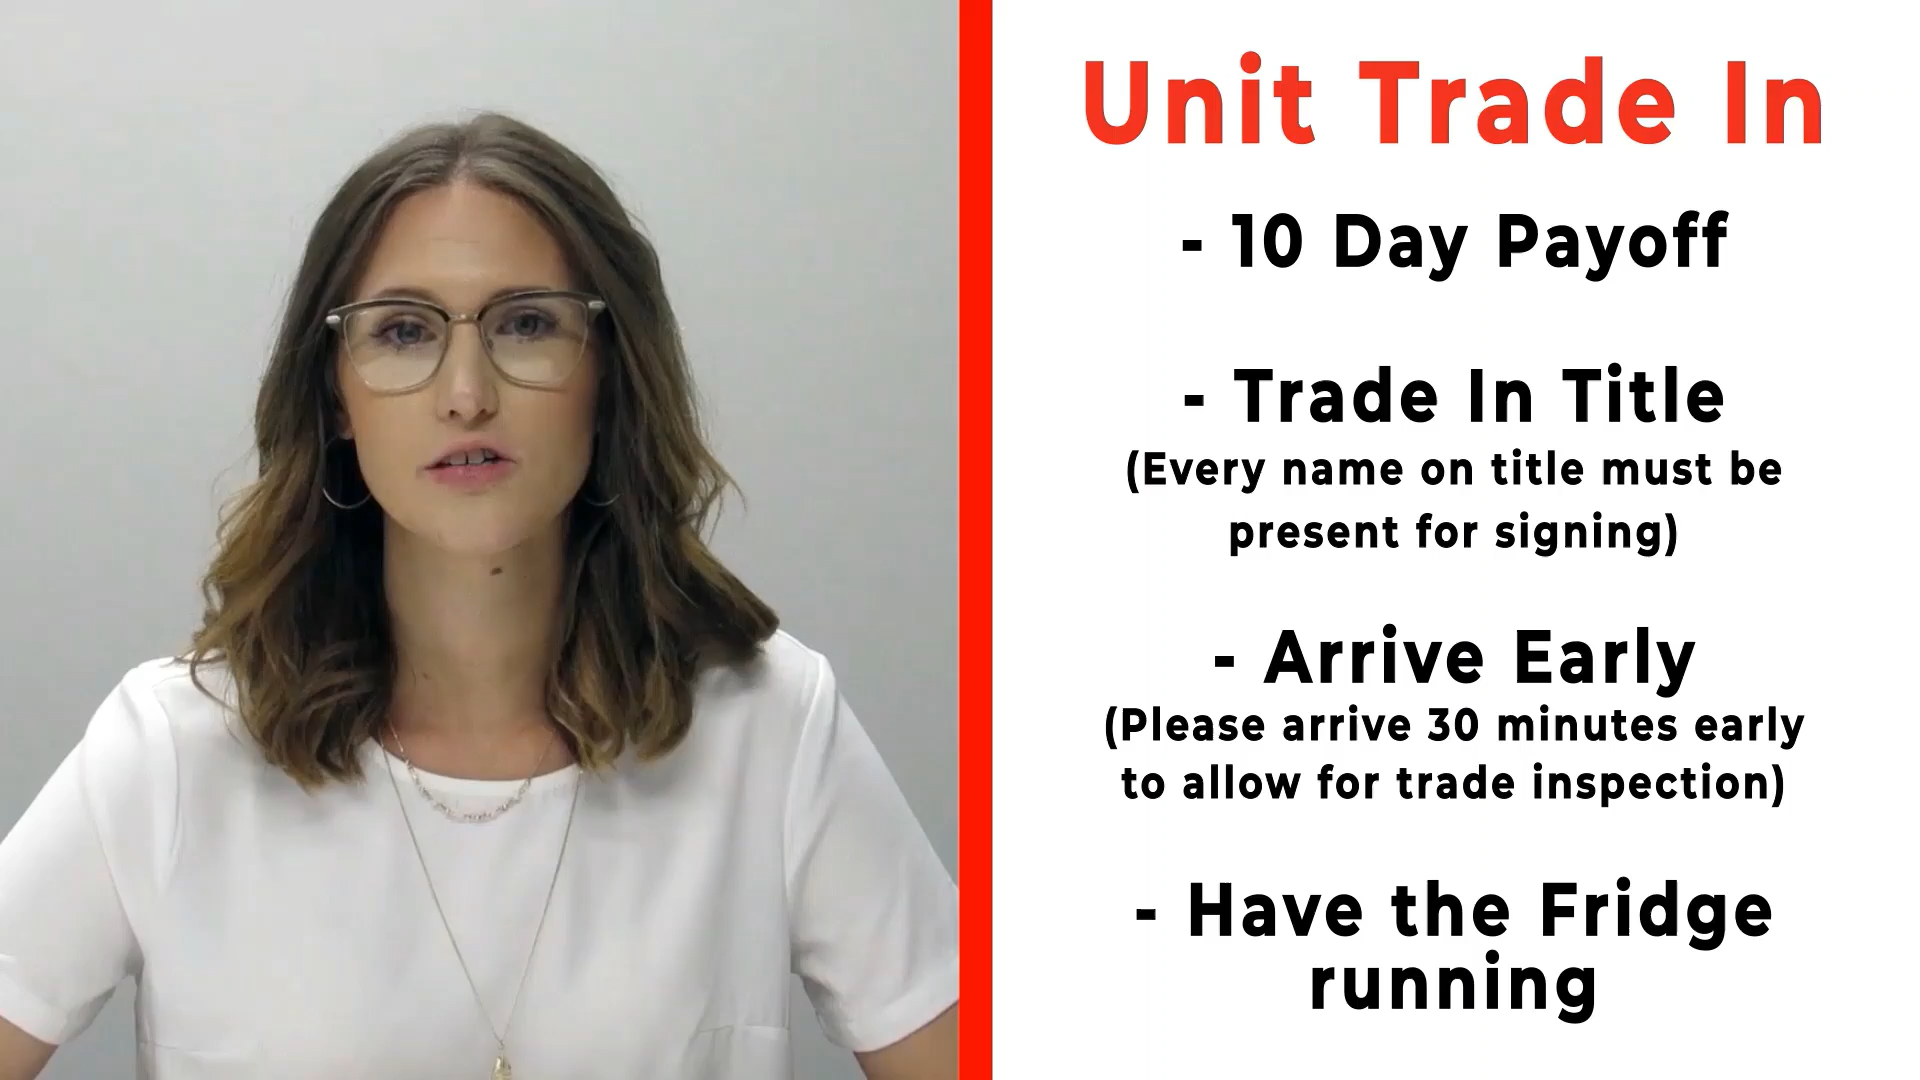 Unit Trade In
- 10 Day Payoff
- Trade In Title
(Every name on title must be
present for signing)
- Arrive Early
(Please arrive 30 minutes early
to allow for trade inspection)
- Have the Fridge
running